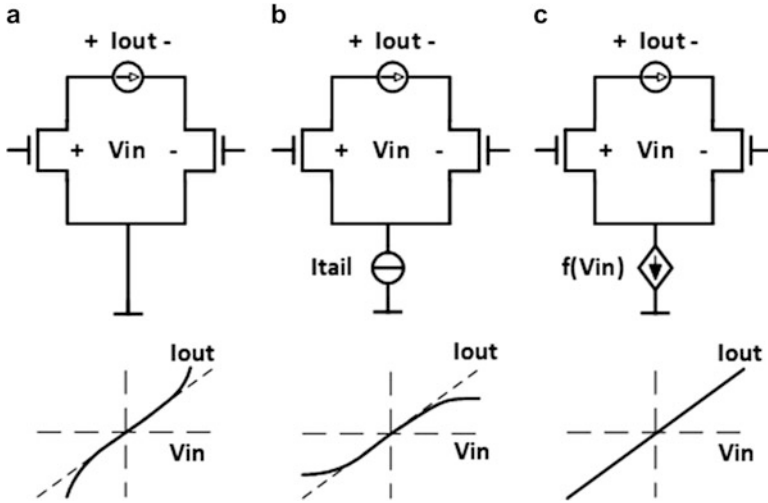 a b c
+ Iout - + Iout - + Iout -
+ Vin - + Vin - + Vin -
Itail f(Vin)
Iout Iout Iout
Vin Vin Vin